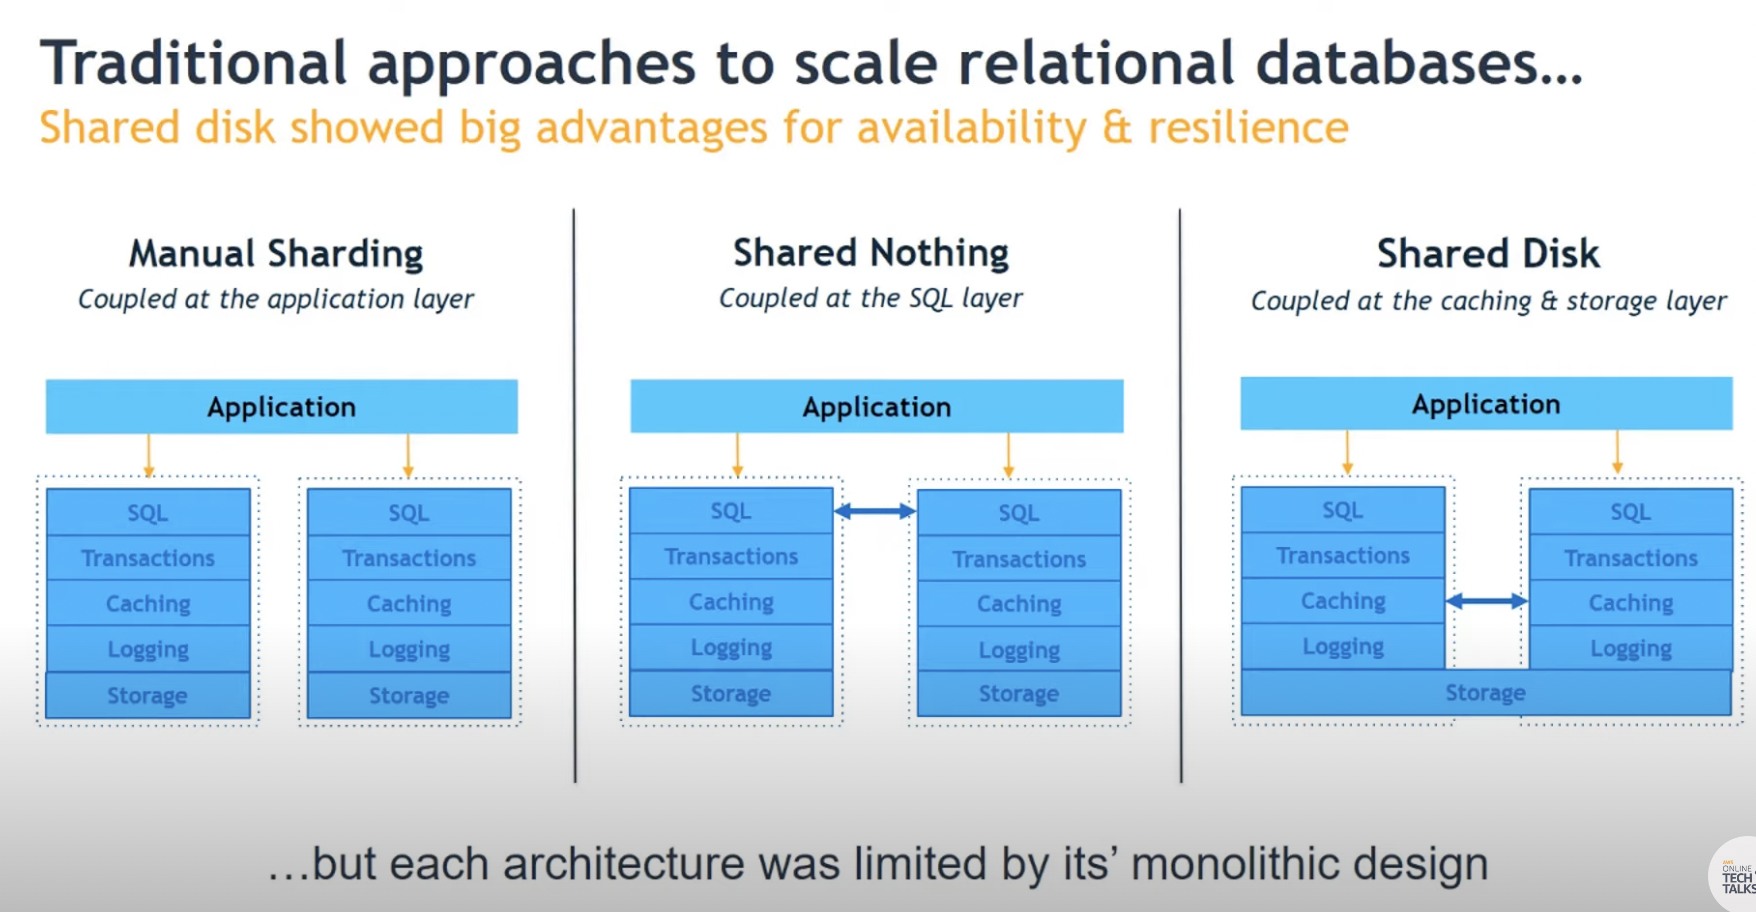 Traditional approaches to scale relational databases...
Shared disk showed big advantages for availability & resilience
Manual Sharding
Coupled at the application layer
Application
SQL
Transactions
Caching
Logging
Storage
SQL
Transactions
Caching
Logging
Storage
Shared Nothing
Coupled at the SQL layer
Application
SQL
Transactions
Caching
Logging
Storage
SQL
Transactions
Caching
Logging
Storage
Shared Disk
Coupled at the caching & storage layer
Application
SQL
Transactions
Caching
Logging
SQL
Transactions
Caching
Logging
Storage
...but each architecture was limited by its’ monolithic design
AWS
ONLINE
TECH
TALKS